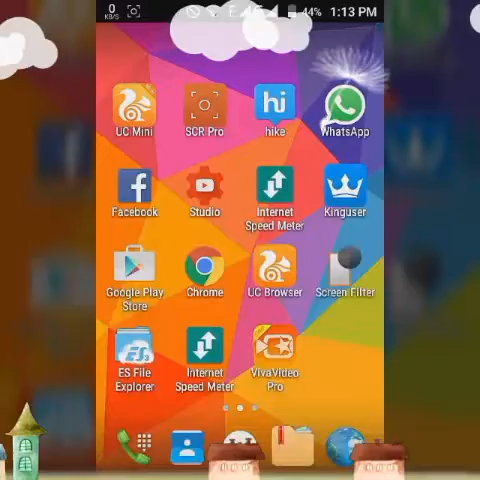 0
KB/S
E
44% 1:13 PM
hi
UC Mini SCR Pro hike WhatsApp
Facebook Studio Internet
Speed Meter Kinguser
Google Play
Store Chrome UC Browser Screen Filter
ES
ES File
Explorer Internet
Speed Meter VivaVideo
Pro